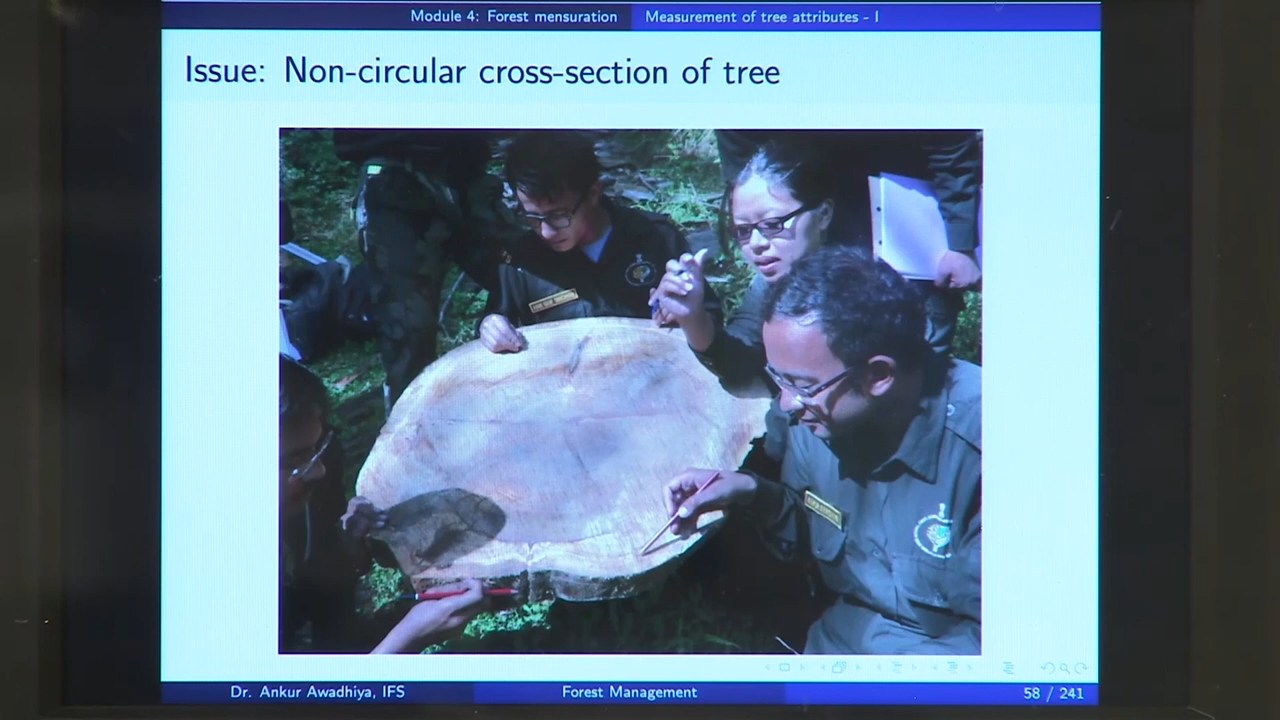 Module 4: Forest mensuration
Measurement of tree attributes - I
Issue: Non-circular cross-section of tree
Dr. Ankur Awadhiya, IFS
Forest Management
58 / 241